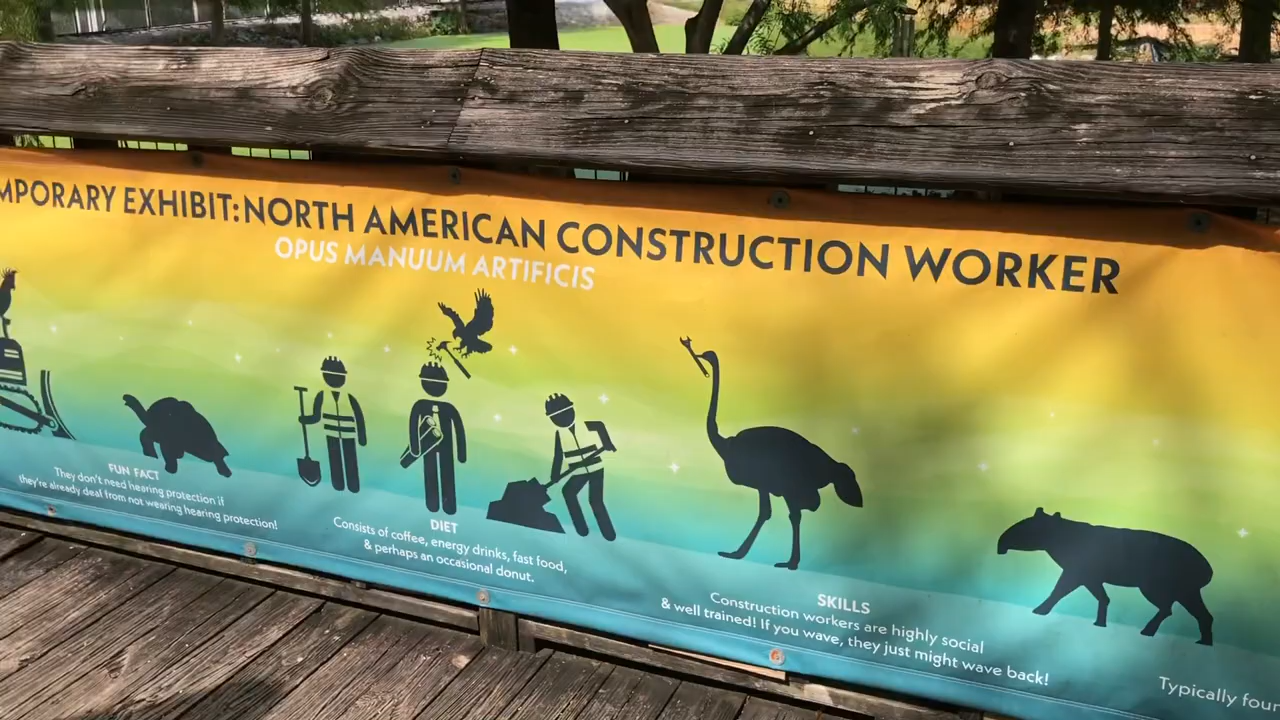 MPORARY EXHIBIT: NORTH AMERICAN CONSTRUCTION WORKER
OPUS MANUUM ARTIFICIS
FUN FACT
They don't need hearing protection if
they're already deaf from not wearing hearing protection!
DIET
Consists of coffee, energy drinks, fast food,
& perhaps an occasional donut.
SKILLS
Construction workers are highly social
& well trained! If you wave, they just might wave back!
Typically foun